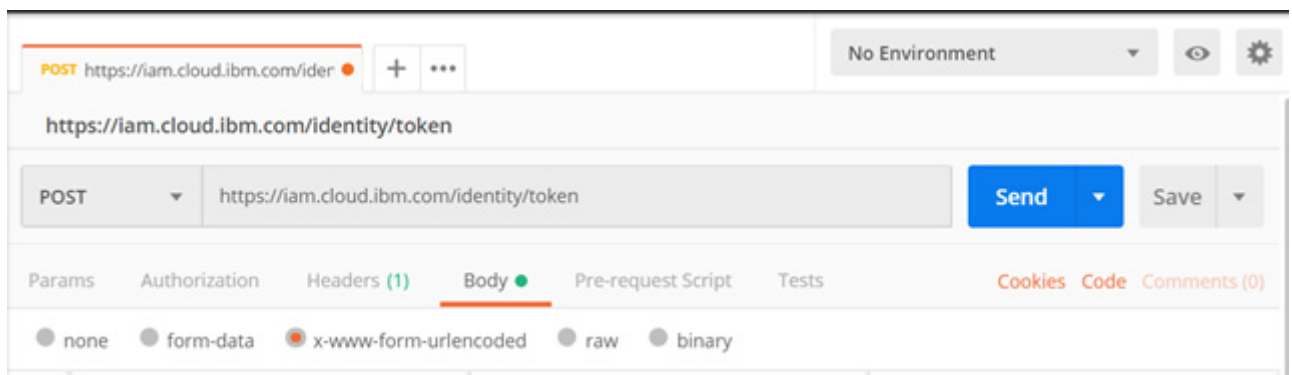 POST https://iam.cloud.ibm.com/iden + •••
No Environment
https://iam.cloud.ibm.com/identity/token
POST https://iam.cloud.ibm.com/identity/token Send Save
Params Authorization Headers (1) Body Pre-request Script Tests Cookies Code Comments (0)
none form-data x-www-form-urlencoded raw binary